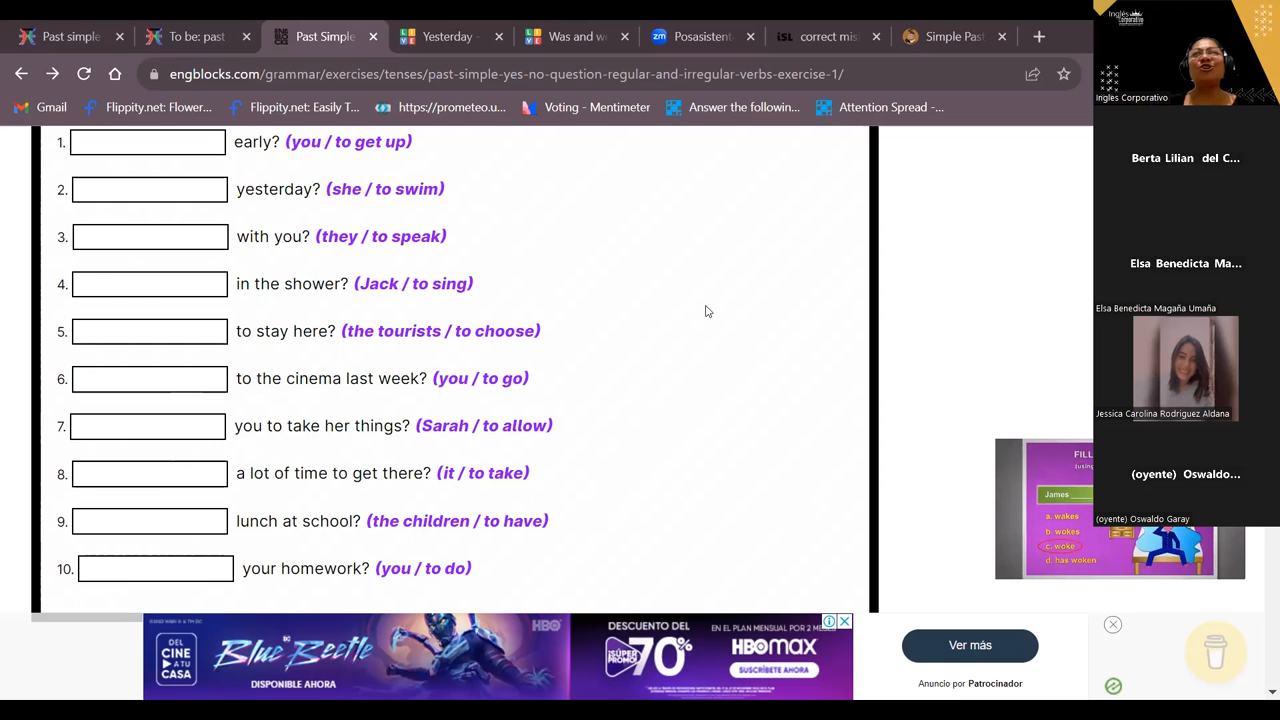 Past simple
To be: past
Past Simple
Yesterday -
Was and w
Posasistent
correct mis
Simple Past
engblocks.com/grammar/exercises/tenses/past-simple-yes-no-question-regular-and-irregular-verbs-exercise-1/
Gmail
Flippity.net: Flower...
Flippity.net: Easily T...
https://prometeo.u...
Voting - Mentimeter
Answer the followin...
Attention Spread -...
1. early? (you / to get up)
2. yesterday? (she / to swim)
3. with you? (they / to speak)
4. in the shower? (Jack / to sing)
5. to stay here? (the tourists / to choose)
6. to the cinema last week? (you / to go)
7. you to take her things? (Sarah / to allow)
8. a lot of time to get there? (it / to take)
9. lunch at school? (the children / to have)
10. your homework? (you / to do)
Inglés
Corporativo
Ingles Corporativo
Berta Lilian del C...
Elsa Benedicta Ma...
Elsa Benedicta Magaña Umaña
Jessica Carolina Rodriguez Aldana
(oyente) Oswaldo...
(oyente) Oswaldo Garay
FILL
(using
James
a. wakes
b. wokes
c. woke
d. has woken
DEL
CINE
A TU
CASA
DC
BLUE BEETLE
HBO
DISPONIBLE AHORA
DESCUENTO DEL
¡SÚPER
PROMO!
70%
EN EL PLAN MENSUAL POR 2 MESES
HBOMAX
SUSCRÍBETE AHORA
Ver más
Anuncio por Patrocinador